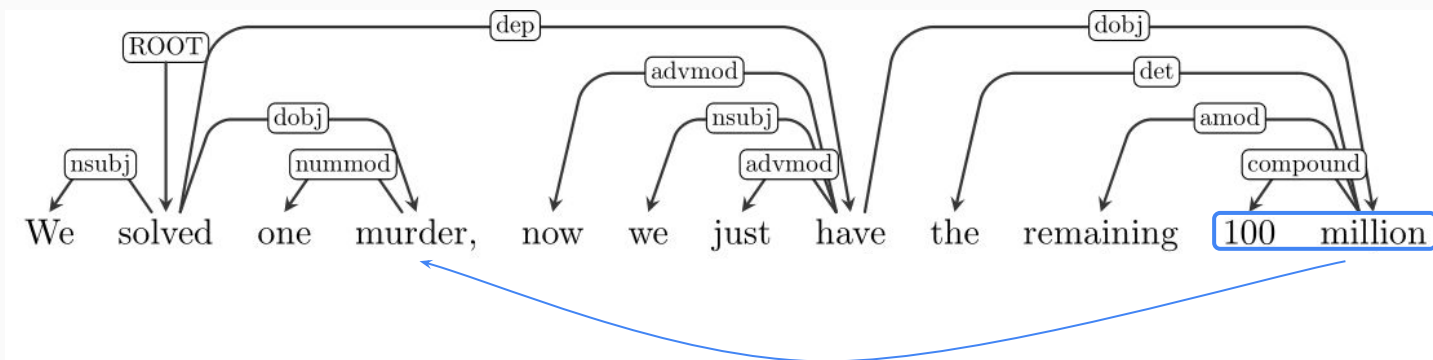 dep dobj
ROOT
advmod det
dobj nsubj amod
nsubj nummod advmod compound
We solved one murder, now we just have the remaining 100 million